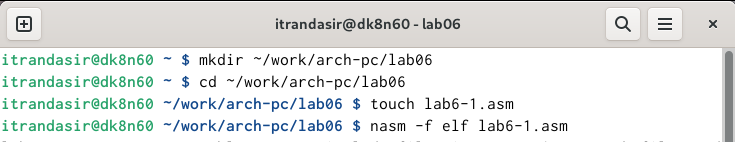 itrandasir@dk8n60 - lab06
itrandasir@dk8n60 ~ $ mkdir ~/work/arch-pc/lab06
itrandasir@dk8n60 ~ $ cd ~/work/arch-pc/lab06
itrandasir@dk8n60 ~/work/arch-pc/lab06 $ touch lab6-1.asm
itrandasir@dk8n60 ~/work/arch-pc/lab06 $ nasm -f elf lab6-1.asm